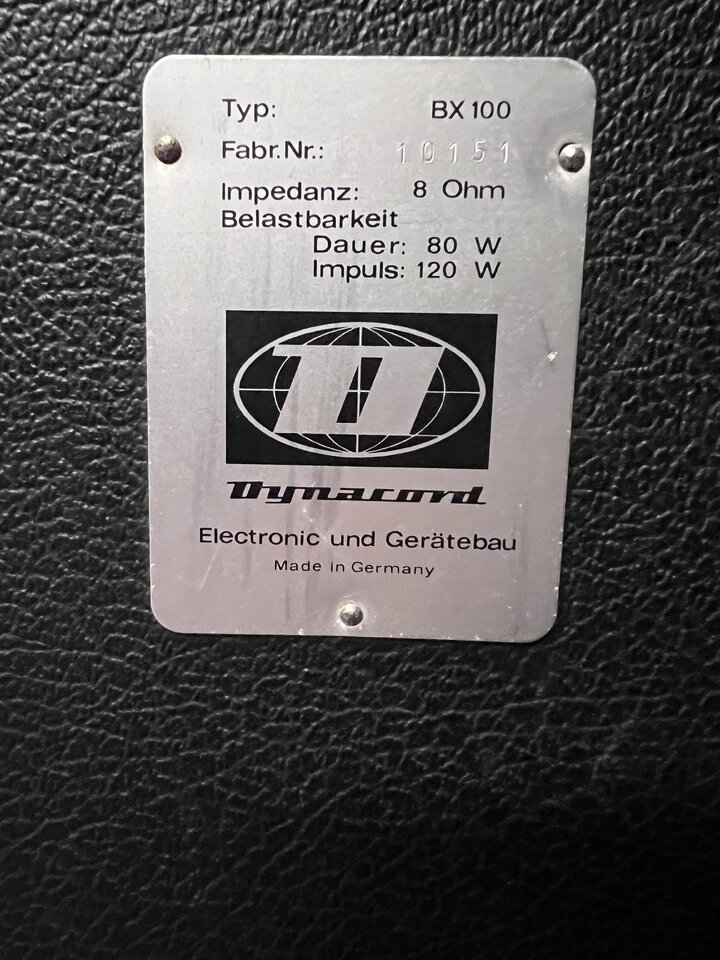 Typ: BX 100
Fabr.Nr.: 10151
Impedanz: 8 Ohm
Belastbarkeit
Dauer: 80 W
Impuls: 120 W
D
Dynacord
Electronic und Gerätebau
Made in Germany